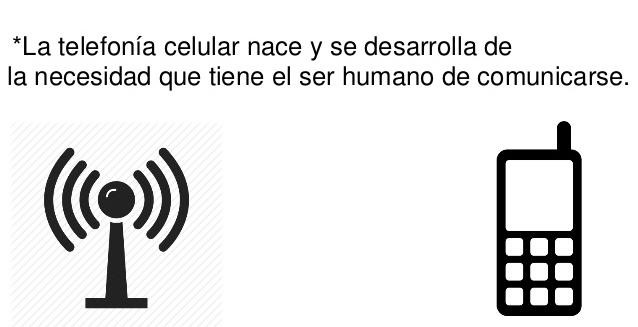 *La telefonía celular nace y se desarrolla de
la necesidad que tiene el ser humano de comunicarse.